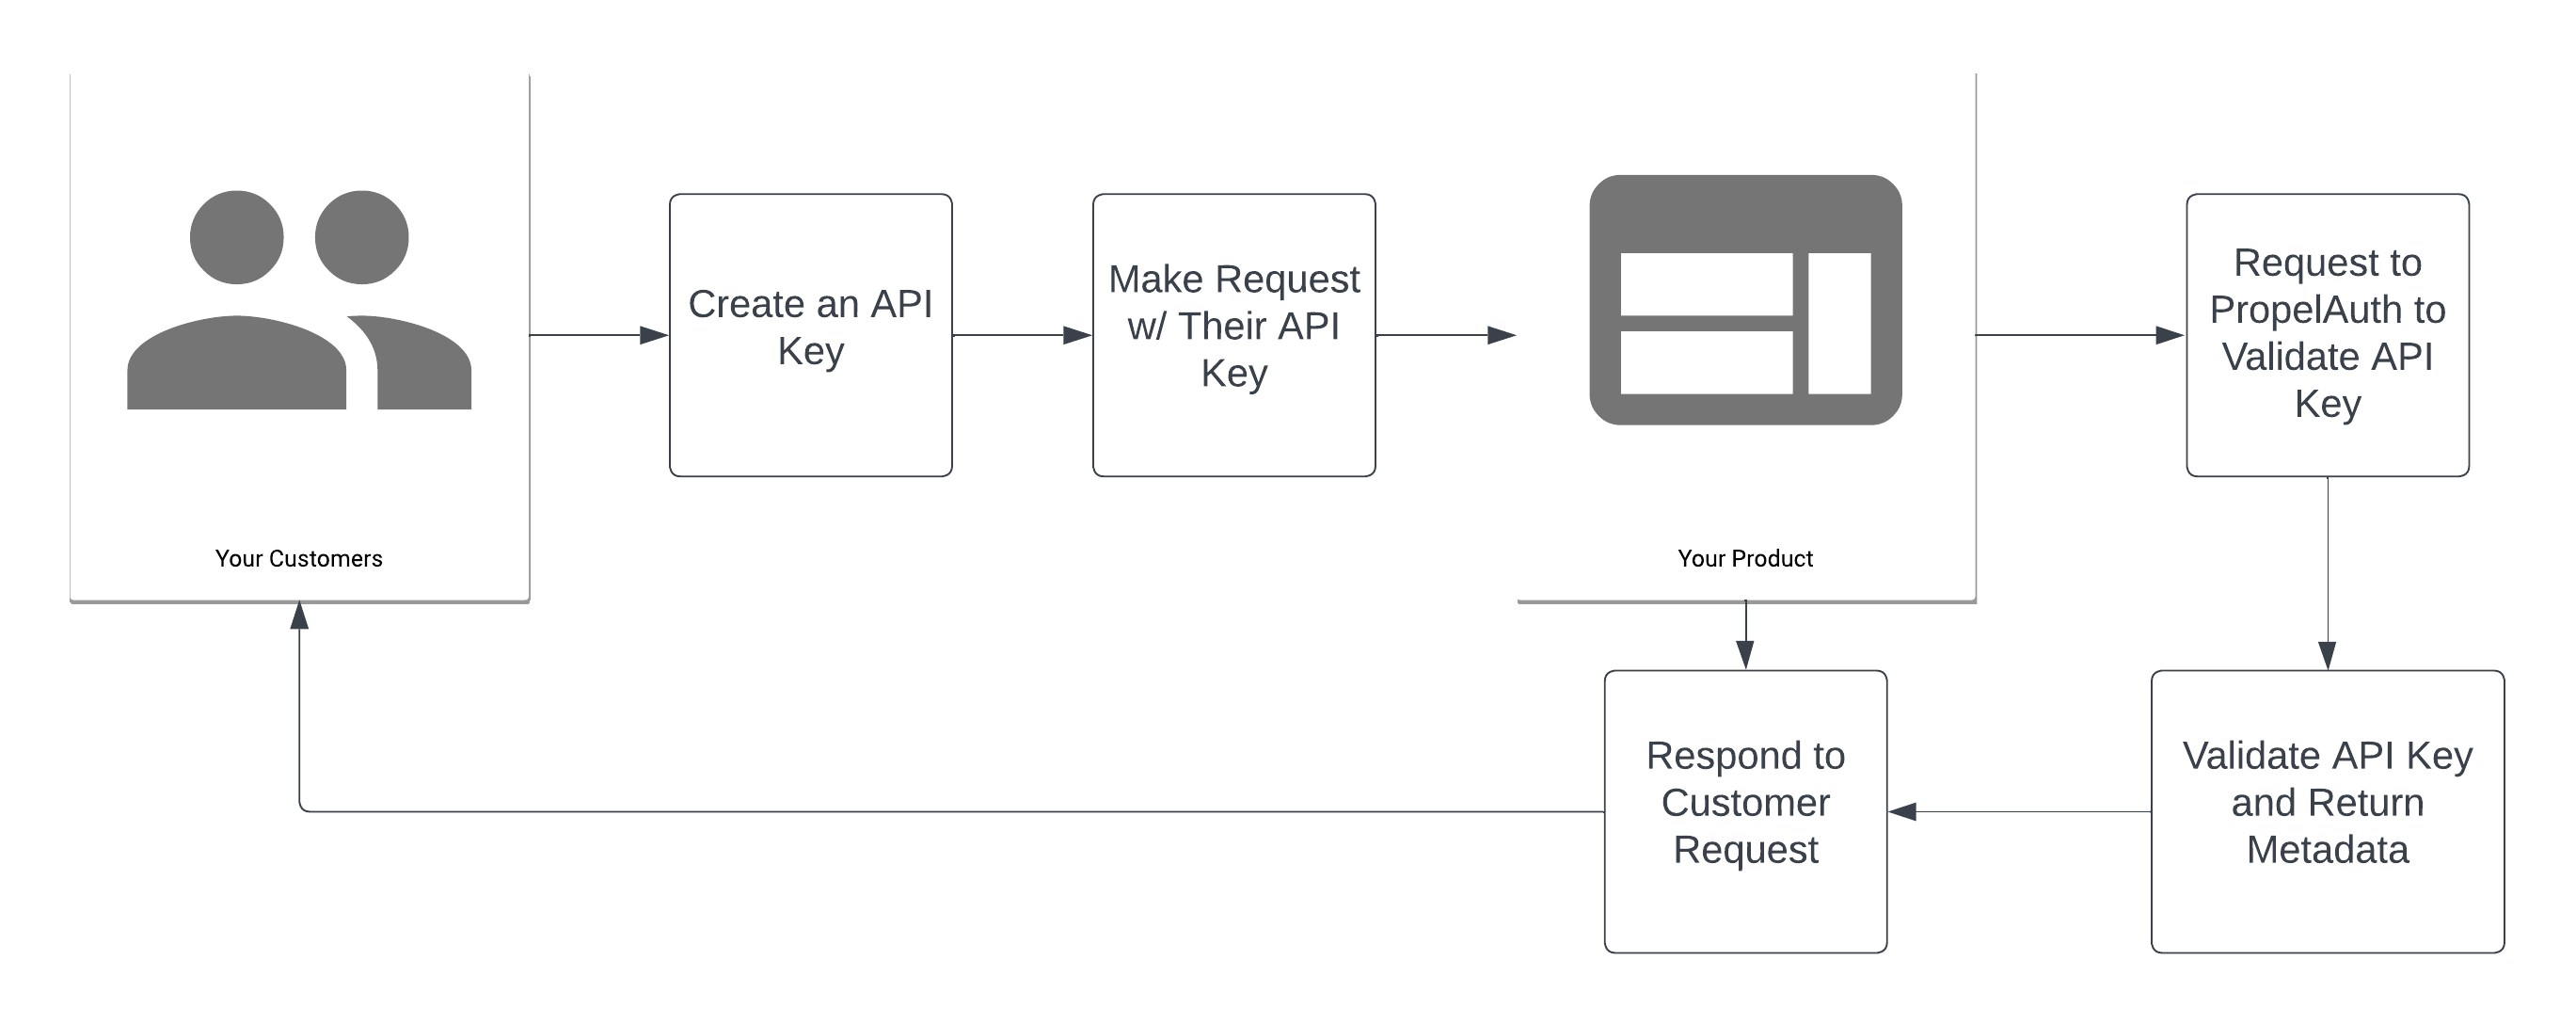 Your Customers
Create an API
Key
Make Request
w/ Their API
Key
Your Product
Request to
PropelAuth to
Validate API
Key
Respond to
Customer
Request
Validate API Key
and Return
Metadata